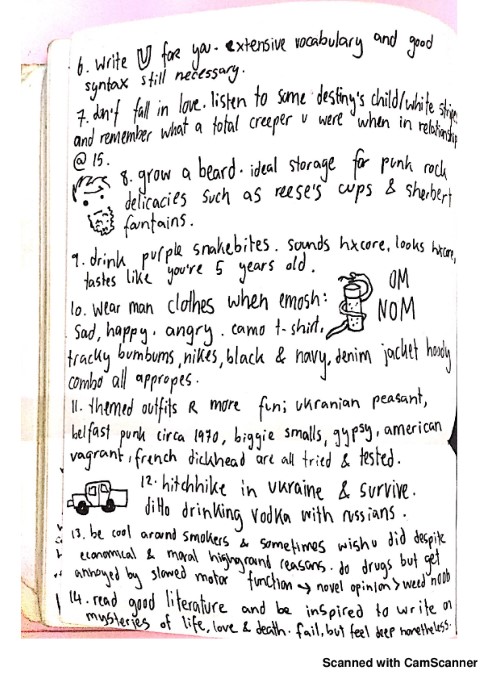 6. write U for you. extensive vocabulary and good
syntax still necessary.
7. don't fall in love. listen to some destiny's child/white stripes
and remember what a total creeper u were when in relationship
@ 15.
8. grow a beard. ideal storage for punk rock
delicacies such as reese's cups & sherbert
fountains.
9. drink purple snakebites. sounds hxcore, looks hxcore,
tastes like you're 5 years old.
OM
NOM
10. wear man clothes when emosh:
sad, happy, angry. camo t-shirt,
tracky bumbums, nikes, black & navy, denim jacket hoody
combo all appropes.
11. themed outfits R more fun; ukranian peasant,
belfast punk circa 1970, biggie smalls, gypsy, american
vagrant, french dickhead are all tried & tested.
12. hitchhike in ukraine & survive.
ditto drinking vodka with russians.
13. be cool around smokers & sometimes wish u did despite
economical & moral highground reasons. do drugs but get
annoyed by slowed motor function → novel opinion > weed noob
14. read good literature and be inspired to write on
mysteries of life, love & death. fail, but feel deep nonetheless.
Scanned with CamScanner